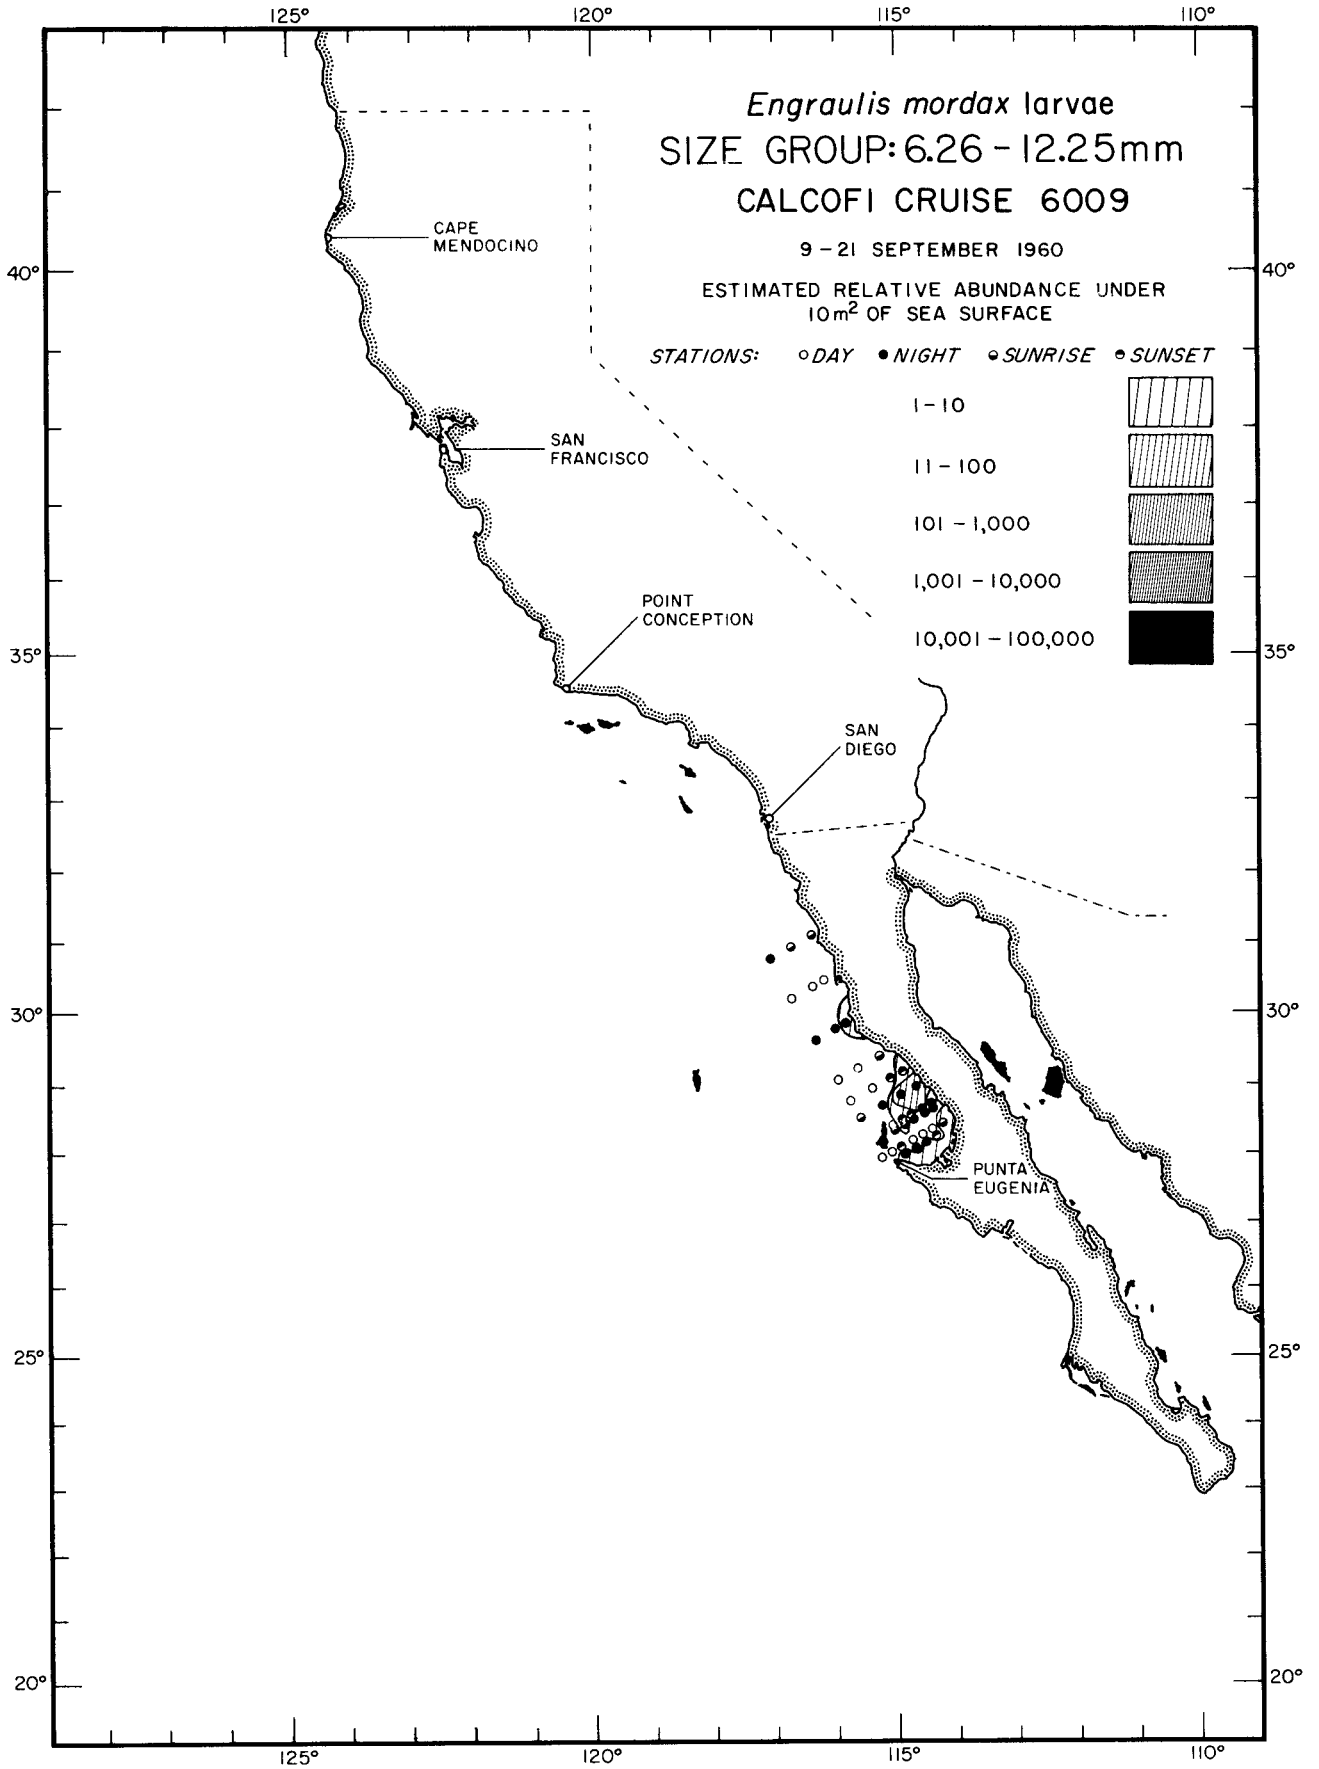 125° 120° 115° 110°
Engraulis mordax larvae
SIZE GROUP: 6.26 - 12.25mm
CALCOFI CRUISE 6009
9 - 21 SEPTEMBER 1960
ESTIMATED RELATIVE ABUNDANCE UNDER
10m² OF SEA SURFACE
STATIONS: DAY NIGHT SUNRISE SUNSET
1 - 10
11 - 100
101 - 1,000
1,001 - 10,000
10,001 - 100,000
CAPE
MENDOCINO
40° 40°
SAN
FRANCISCO
POINT
CONCEPTION
35° 35°
SAN
DIEGO
30° 30°
PUNTA
EUGENIA
25° 25°
20° 20°
125° 120° 115° 110°